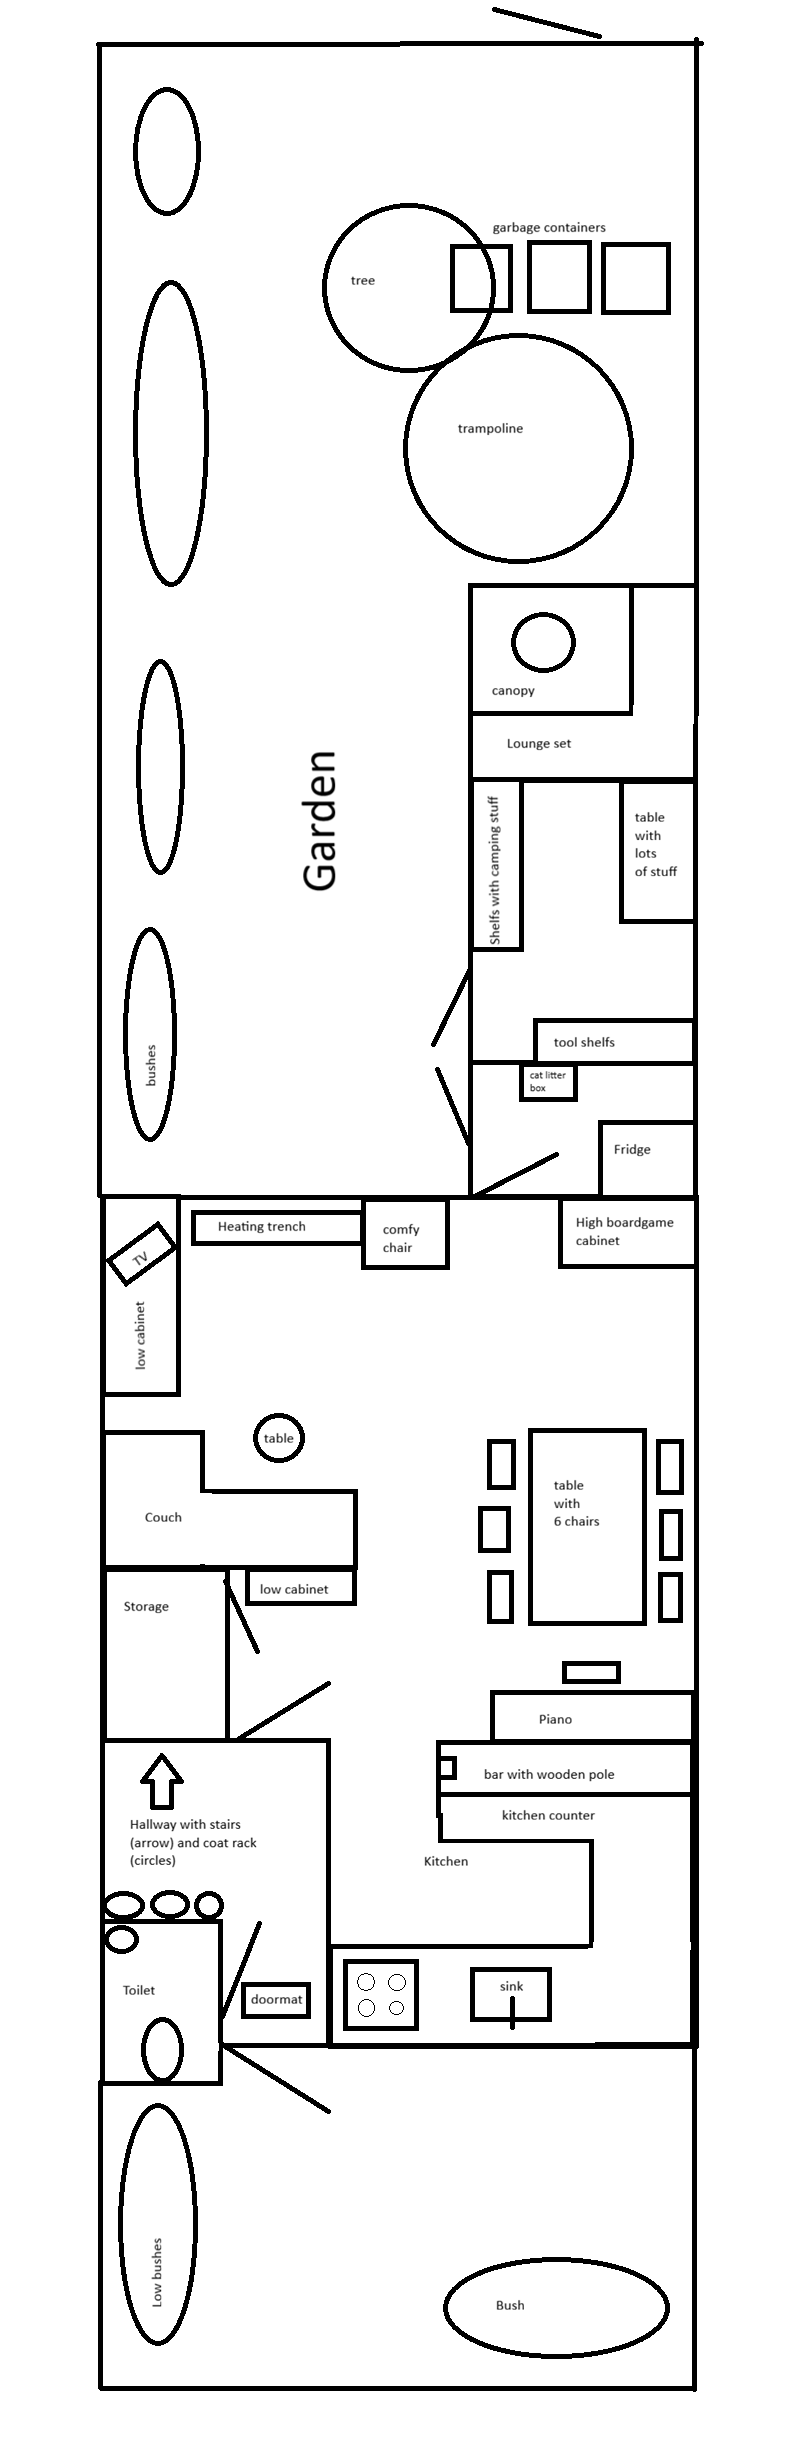 garbage containers
tree
trampoline
canopy
Lounge set
Garden
Shelfs with camping stuff
table
with
lots
of stuff
tool shelfs
bushes
cat litter
box
Fridge
Heating trench
comfy
chair
High boardgame
cabinet
TV
low cabinet
table
table
with
6 chairs
Couch
low cabinet
Storage
Piano
bar with wooden pole
kitchen counter
Hallway with stairs
(arrow) and coat rack
(circles)
Kitchen
Toilet
doormat
sink
Low bushes
Bush